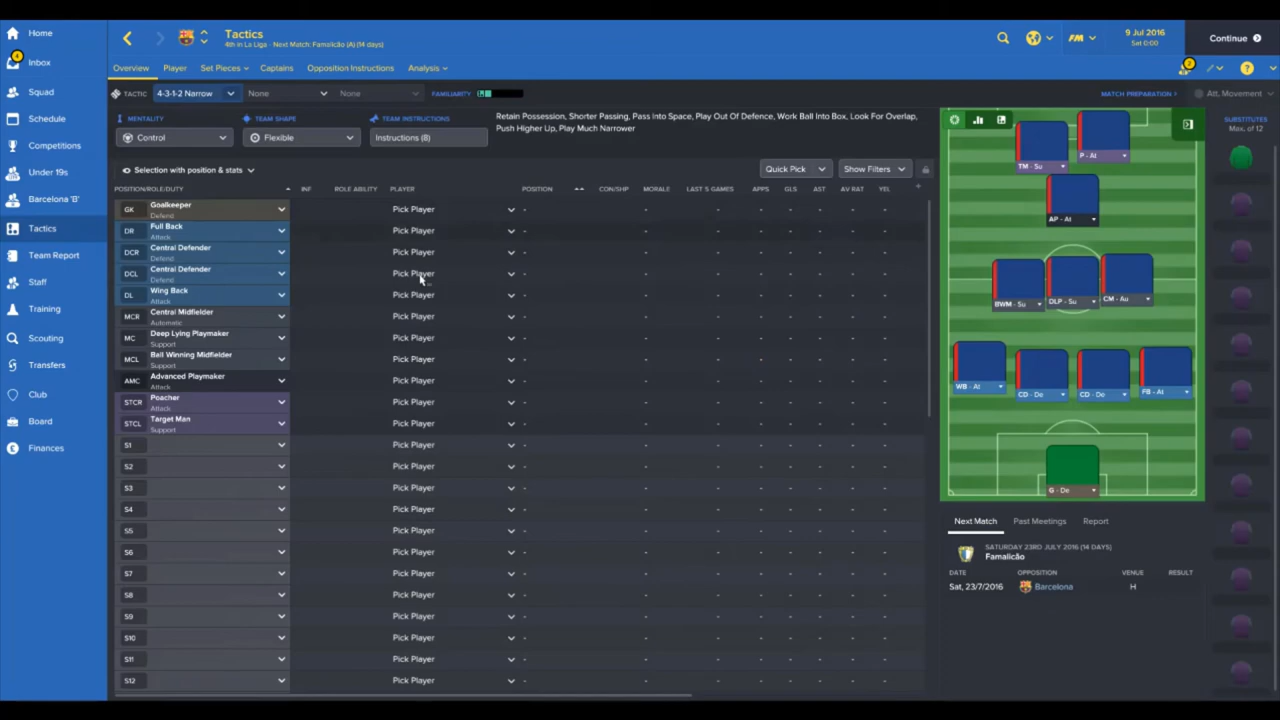 Home
Inbox
Squad
Schedule
Competitions
Under 19s
Barcelona 'B'
Tactics
Team Report
Staff
Training
Scouting
Transfers
Club
Board
Finances
Tactics
4th in La Liga - Next Match: Famalicão (A) (14 days)
FM
9 Jul 2016
Sat 0:00
Continue
Overview Player Set Pieces Captains Opposition Instructions Analysis
2
?
TACTIC 4-3-1-2 Narrow None None FAMILIARITY
MATCH PREPARATION > Att. Movement
MENTALITY TEAM SHAPE TEAM INSTRUCTIONS
Control Flexible Instructions (8)
Retain Possession, Shorter Passing, Pass Into Space, Play Out Of Defence, Work Ball Into Box, Look For Overlap,
Push Higher Up, Play Much Narrower
Selection with position & stats
Quick Pick Show Filters
POSITION/ROLE/DUTY INF ROLE ABILITY PLAYER POSITION CON/SHP MORALE LAST 5 GAMES APPS GLS AST AV RAT YEL
GK Goalkeeper Pick Player - - - - - - - - -
Defend
DR Full Back Pick Player - - - - - - - - -
Attack
DCR Central Defender Pick Player - - - - - - - - -
Defend
DCL Central Defender Pick Player - - - - - - - - -
Defend
DL Wing Back Pick Player - - - - - - - - -
Attack
MCR Central Midfielder Pick Player - - - - - - - - -
Automatic
MC Deep Lying Playmaker Pick Player - - - - - - - - -
Support
MCL Ball Winning Midfielder Pick Player - - - - - - - - -
Support
AMC Advanced Playmaker Pick Player - - - - - - - - -
Attack
STCR Poacher Pick Player - - - - - - - - -
Attack
STCL Target Man Pick Player - - - - - - - - -
Support
S1 Pick Player - - - - - - - - -
S2 Pick Player - - - - - - - - -
S3 Pick Player - - - - - - - - -
S4 Pick Player - - - - - - - - -
S5 Pick Player - - - - - - - - -
S6 Pick Player - - - - - - - - -
S7 Pick Player - - - - - - - - -
S8 Pick Player - - - - - - - - -
S9 Pick Player - - - - - - - - -
S10 Pick Player - - - - - - - - -
S11 Pick Player - - - - - - - - -
S12 Pick Player - - - - - - - - -
TM - Su P - At
AP - At
BWM - Su DLP - Su CM - Au
WB - At CD - De CD - De FB - At
G - De
SUBSTITUTES
Max. of 12
Next Match Past Meetings Report
SATURDAY 23RD JULY 2016 (14 DAYS)
Famalicão
DATE OPPOSITION VENUE RESULT
Sat, 23/7/2016 Barcelona H